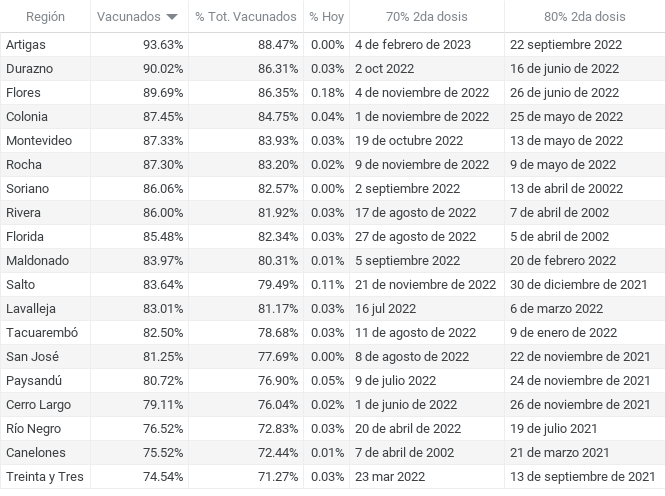 Región Vacunados % Tot. Vacunados % Hoy 70% 2da dosis 80% 2da dosis
Artigas 93.63% 88.47% 0.00% 4 de febrero de 2023 22 septiembre 2022
Durazno 90.02% 86.31% 0.03% 2 oct 2022 16 de junio de 2022
Flores 89.69% 86.35% 0.18% 4 de noviembre de 2022 26 de junio de 2022
Colonia 87.45% 84.75% 0.04% 1 de noviembre de 2022 25 de mayo de 2022
Montevideo 87.33% 83.93% 0.03% 19 de octubre 2022 13 de mayo de 2022
Rocha 87.30% 83.20% 0.02% 9 de noviembre de 2022 9 de mayo de 2022
Soriano 86.06% 82.57% 0.00% 2 septiembre 2022 13 de abril de 20022
Rivera 86.00% 81.92% 0.03% 17 de agosto de 2022 7 de abril de 2002
Florida 85.48% 82.34% 0.03% 27 de agosto de 2022 5 de abril de 2002
Maldonado 83.97% 80.31% 0.01% 5 septiembre 2022 20 de febrero 2022
Salto 83.64% 79.49% 0.11% 21 de noviembre de 2022 30 de diciembre de 2021
Lavalleja 83.01% 81.17% 0.03% 16 jul 2022 6 de marzo 2022
Tacuarembó 82.50% 78.68% 0.03% 11 de agosto de 2022 9 de enero de 2022
San José 81.25% 77.69% 0.00% 8 de agosto de 2022 22 de noviembre de 2021
Paysandú 80.72% 76.90% 0.05% 9 de julio 2022 24 de noviembre de 2021
Cerro Largo 79.11% 76.04% 0.02% 1 de junio de 2022 26 de noviembre de 2021
Río Negro 76.52% 72.83% 0.03% 20 de abril de 2022 19 de julio 2021
Canelones 75.52% 72.44% 0.01% 7 de abril de 2002 21 de marzo 2021
Treinta y Tres 74.54% 71.27% 0.03% 23 mar 2022 13 de septiembre de 2021